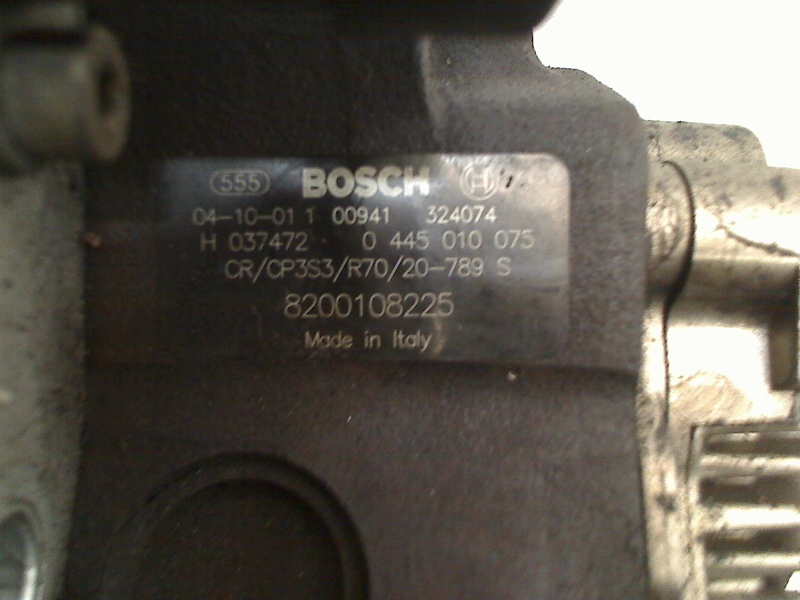 555 BOSCH H
04-10-01 1 00941 324074
H 037472 0 445 010 075
CR/CP3S3/R70/20-789 S
8200108225
Made in Italy